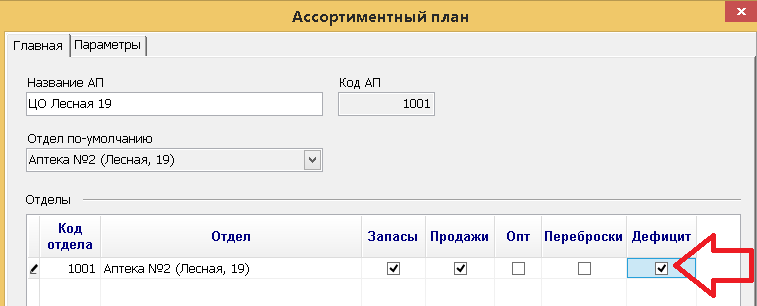 Ассортиментный план
Главная Параметры
Название АП Код АП
ЦО Лесная 19 1001
Отдел по-умолчанию
Аптека №2 (Лесная, 19)
Отделы
Код отдела Отдел Запасы Продажи Опт Переброски Дефицит
1001 Аптека №2 (Лесная, 19)